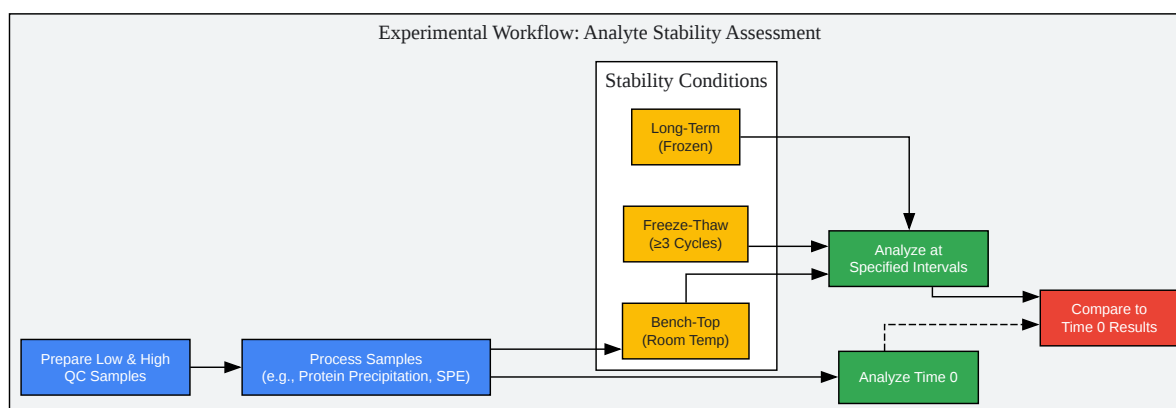 Experimental Workflow: Analyte Stability Assessment
Stability Conditions
Long-Term
(Frozen)
Freeze-Thaw
(≥3 Cycles)
Analyze at
Specified Intervals
Bench-Top
(Room Temp)
Compare to
Time 0 Results
Prepare Low & High
QC Samples
Process Samples
(e.g., Protein Precipitation, SPE)
Analyze Time 0